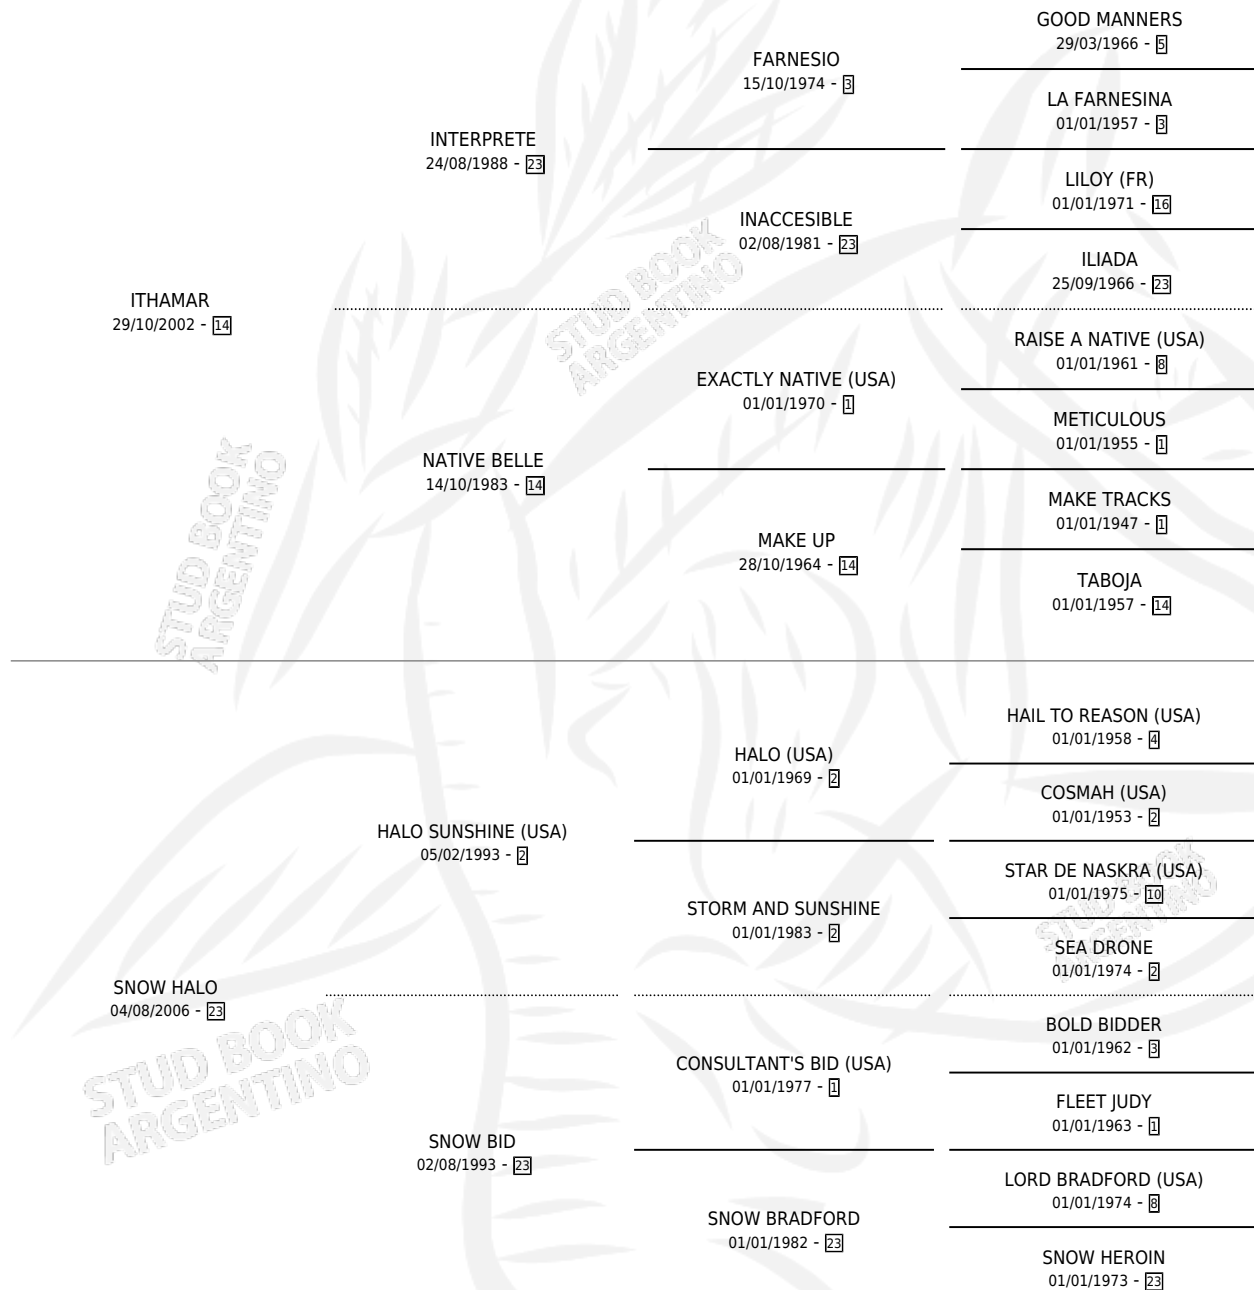 GOOD MANNERS
29/03/1966 - 5
FARNESIO
15/10/1974 - 3
LA FARNESINA
01/01/1957 - 3
INTERPRETE
24/08/1988 - 23
LILOY (FR)
01/01/1971 - 16
INACCESIBLE
02/08/1981 - 23
ILIADA
25/09/1966 - 23
ITHAMAR
29/10/2002 - 14
RAISE A NATIVE (USA)
01/01/1961 - 8
EXACTLY NATIVE (USA)
01/01/1970 - 1
METICULOUS
01/01/1955 - 1
NATIVE BELLE
14/10/1983 - 14
MAKE TRACKS
01/01/1947 - 1
MAKE UP
28/10/1964 - 14
TABOJA
01/01/1957 - 14
HAIL TO REASON (USA)
01/01/1958 - 4
HALO (USA)
01/01/1969 - 2
COSMAH (USA)
01/01/1953 - 2
HALO SUNSHINE (USA)
05/02/1993 - 2
STAR DE NASKRA (USA)
01/01/1975 - 10
STORM AND SUNSHINE
01/01/1983 - 2
SEA DRONE
01/01/1974 - 2
SNOW HALO
04/08/2006 - 23
BOLD BIDDER
01/01/1962 - 3
CONSULTANT'S BID (USA)
01/01/1977 - 1
FLEET JUDY
01/01/1963 - 1
SNOW BID
02/08/1993 - 23
LORD BRADFORD (USA)
01/01/1974 - 8
SNOW BRADFORD
01/01/1982 - 23
SNOW HEROIN
01/01/1973 - 23
STUD BOOK
ARGENTINO
STUD BOOK
ARGENTINO
STUD BOOK
ARGENTINO
STUD BOOK
ARGENTINO